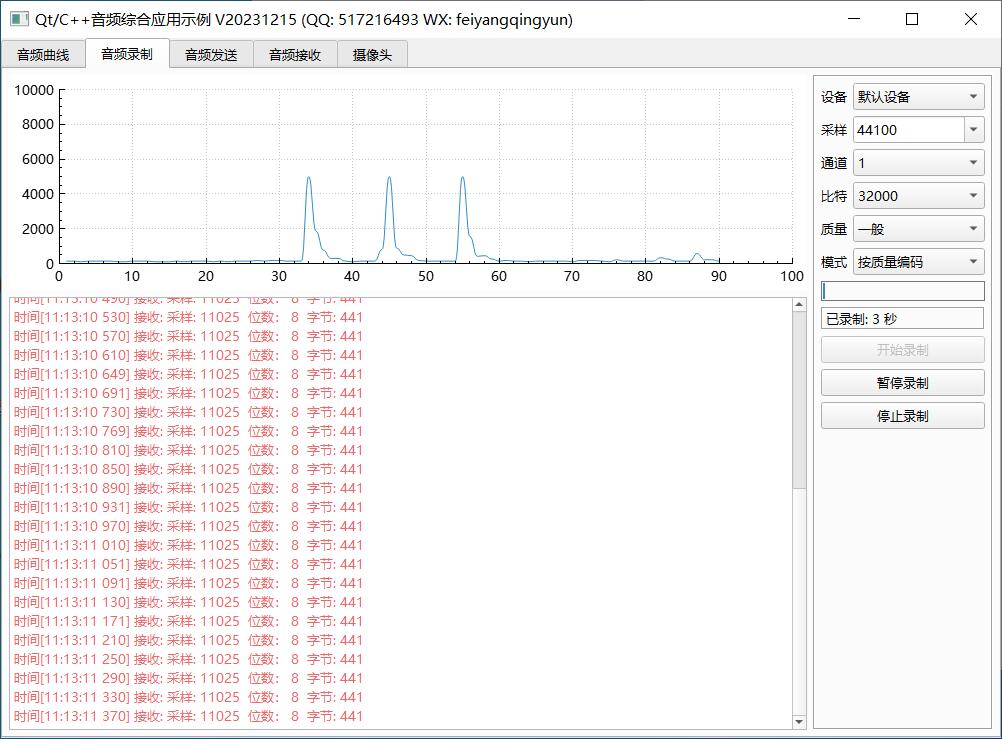 Qt/C++音频综合应用示例 V20231215 (QQ: 517216493 WX: feiyangqingyun)
音频曲线 音频录制 音频发送 音频接收 摄像头
10000
8000
6000
4000
2000
0
0 10 20 30 40 50 60 70 80 90 100
时间[11:13:10 490] 接收: 采样: 11025 位数: 8 字节: 441
时间[11:13:10 530] 接收: 采样: 11025 位数: 8 字节: 441
时间[11:13:10 570] 接收: 采样: 11025 位数: 8 字节: 441
时间[11:13:10 610] 接收: 采样: 11025 位数: 8 字节: 441
时间[11:13:10 649] 接收: 采样: 11025 位数: 8 字节: 441
时间[11:13:10 691] 接收: 采样: 11025 位数: 8 字节: 441
时间[11:13:10 730] 接收: 采样: 11025 位数: 8 字节: 441
时间[11:13:10 769] 接收: 采样: 11025 位数: 8 字节: 441
时间[11:13:10 810] 接收: 采样: 11025 位数: 8 字节: 441
时间[11:13:10 850] 接收: 采样: 11025 位数: 8 字节: 441
时间[11:13:10 890] 接收: 采样: 11025 位数: 8 字节: 441
时间[11:13:10 931] 接收: 采样: 11025 位数: 8 字节: 441
时间[11:13:10 970] 接收: 采样: 11025 位数: 8 字节: 441
时间[11:13:11 010] 接收: 采样: 11025 位数: 8 字节: 441
时间[11:13:11 051] 接收: 采样: 11025 位数: 8 字节: 441
时间[11:13:11 091] 接收: 采样: 11025 位数: 8 字节: 441
时间[11:13:11 130] 接收: 采样: 11025 位数: 8 字节: 441
时间[11:13:11 171] 接收: 采样: 11025 位数: 8 字节: 441
时间[11:13:11 210] 接收: 采样: 11025 位数: 8 字节: 441
时间[11:13:11 250] 接收: 采样: 11025 位数: 8 字节: 441
时间[11:13:11 290] 接收: 采样: 11025 位数: 8 字节: 441
时间[11:13:11 330] 接收: 采样: 11025 位数: 8 字节: 441
时间[11:13:11 370] 接收: 采样: 11025 位数: 8 字节: 441
设备 默认设备
采样 44100
通道 1
比特 32000
质量 一般
模式 按质量编码
已录制: 3 秒
开始录制
暂停录制
停止录制